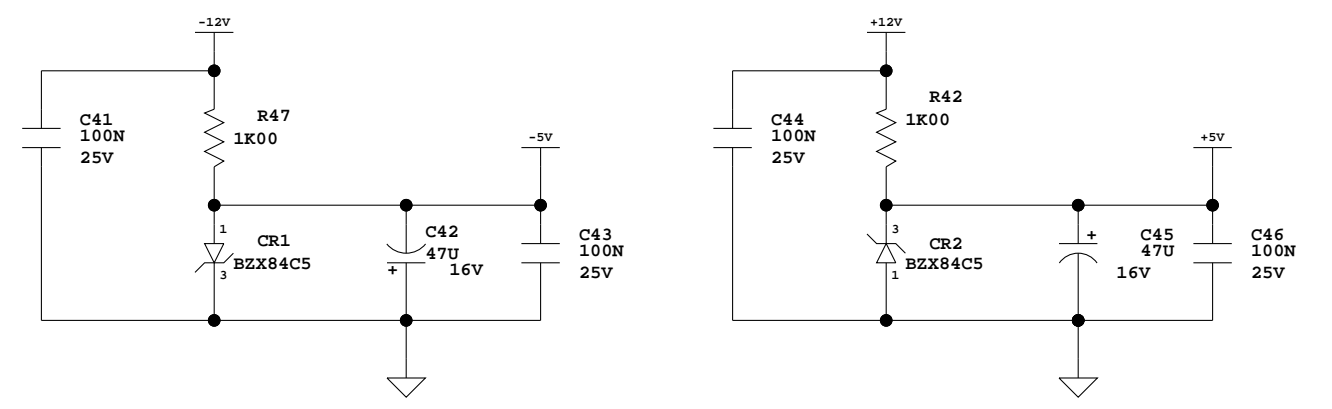 -12V
C41
100N
25V
R47
1K00
-5V
1
CR1
BZX84C5
3
C42
47U
+ 16V
C43
100N
25V
+12V
C44
100N
25V
R42
1K00
+5V
3
CR2
BZX84C5
1
+
C45
47U
16V
C46
100N
25V